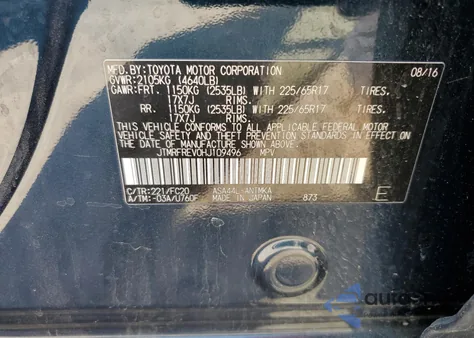 MFD.BY:TOYOTA MOTOR CORPORATION 08/16
GVWR:2105KG (4640LB)
GAWR:FRT. 1150KG (2535LB) WITH 225/65R17 TIRES.
17X7J RIMS.
RR. 1150KG (2535LB) WITH 225/65R17 TIRES.
17X7J RIMS.
THIS VEHICLE CONFORMS TO ALL APPLICABLE FEDERAL MOTOR
VEHICLE SAFETY AND THEFT PREVENTION STANDARDS IN EFFECT
ON THE DATE OF MANUFACTURE SHOWN ABOVE.
JTMRFREV0HJ109496 MPV
C/TR:221/FC20 ASA44L-ANTMKA
A/TM:-03A/U760F MADE IN JAPAN 873 E